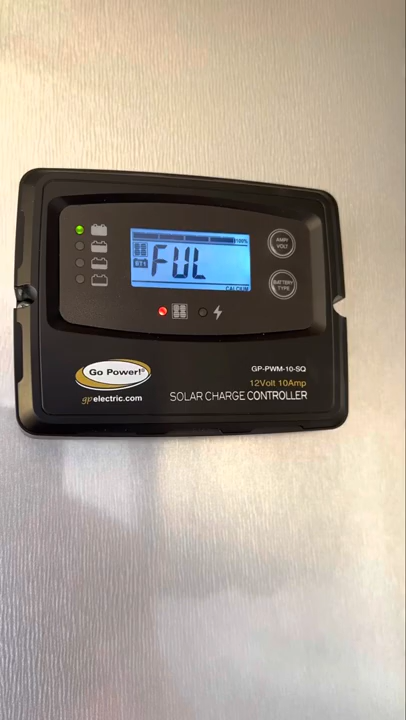 100%
FUL
CALCIUM
AMP/
VOLT
BATTERY
TYPE
Go Power!®
gpelectric.com
GP-PWM-10-SQ
12Volt 10Amp
SOLAR CHARGE CONTROLLER